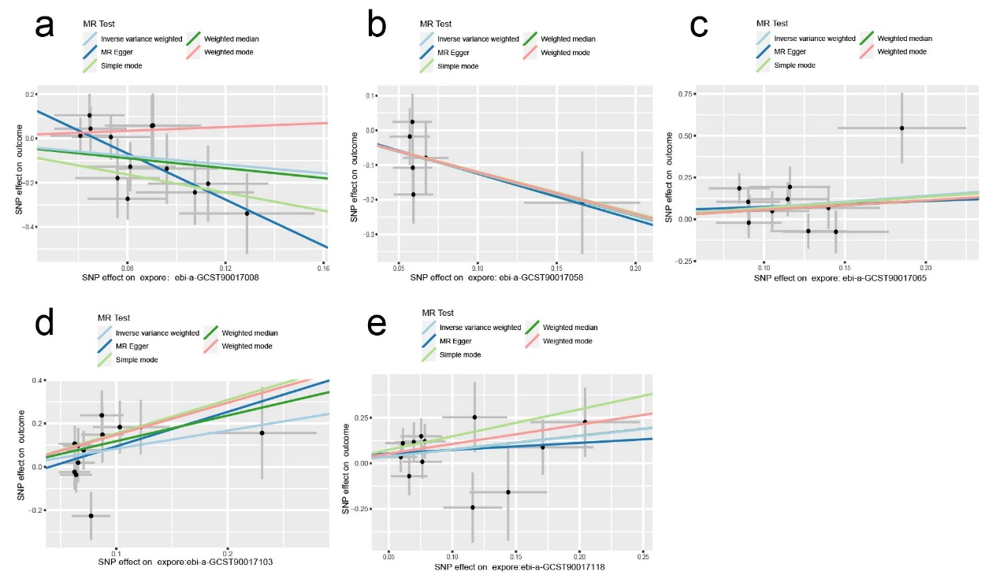 a
MR Test
Inverse variance weighted
Weighted median
MR Egger
Weighted mode
Simple mode
0.2
0.0
−0.2
−0.4
SNP effect on outcome
0.08
0.12
0.16
SNP effect on expore: ebi-a-GCST90017008
b
MR Test
Inverse variance weighted
Weighted median
MR Egger
Weighted mode
Simple mode
0.1
0.0
−0.1
−0.2
−0.3
SNP effect on outcome
0.05
0.10
0.15
0.20
SNP effect on expore: ebi-a-GCST90017058
c
MR Test
Inverse variance weighted
Weighted median
MR Egger
Weighted mode
Simple mode
0.75
0.50
0.25
0.00
−0.25
SNP effect on outcome
0.10
0.15
0.20
SNP effect on expore: ebi-a-GCST90017065
d
MR Test
Inverse variance weighted
Weighted median
MR Egger
Weighted mode
Simple mode
0.4
0.2
0.0
−0.2
SNP effect on outcome
0.1
0.2
SNP effect on expore:ebi-a-GCST90017103
e
MR Test
Inverse variance weighted
Weighted median
MR Egger
Weighted mode
Simple mode
0.25
0.00
−0.25
SNP effect on outcome
0.05
0.10
0.15
0.20
0.25
SNP effect on expore:ebi-a-GCST90017118